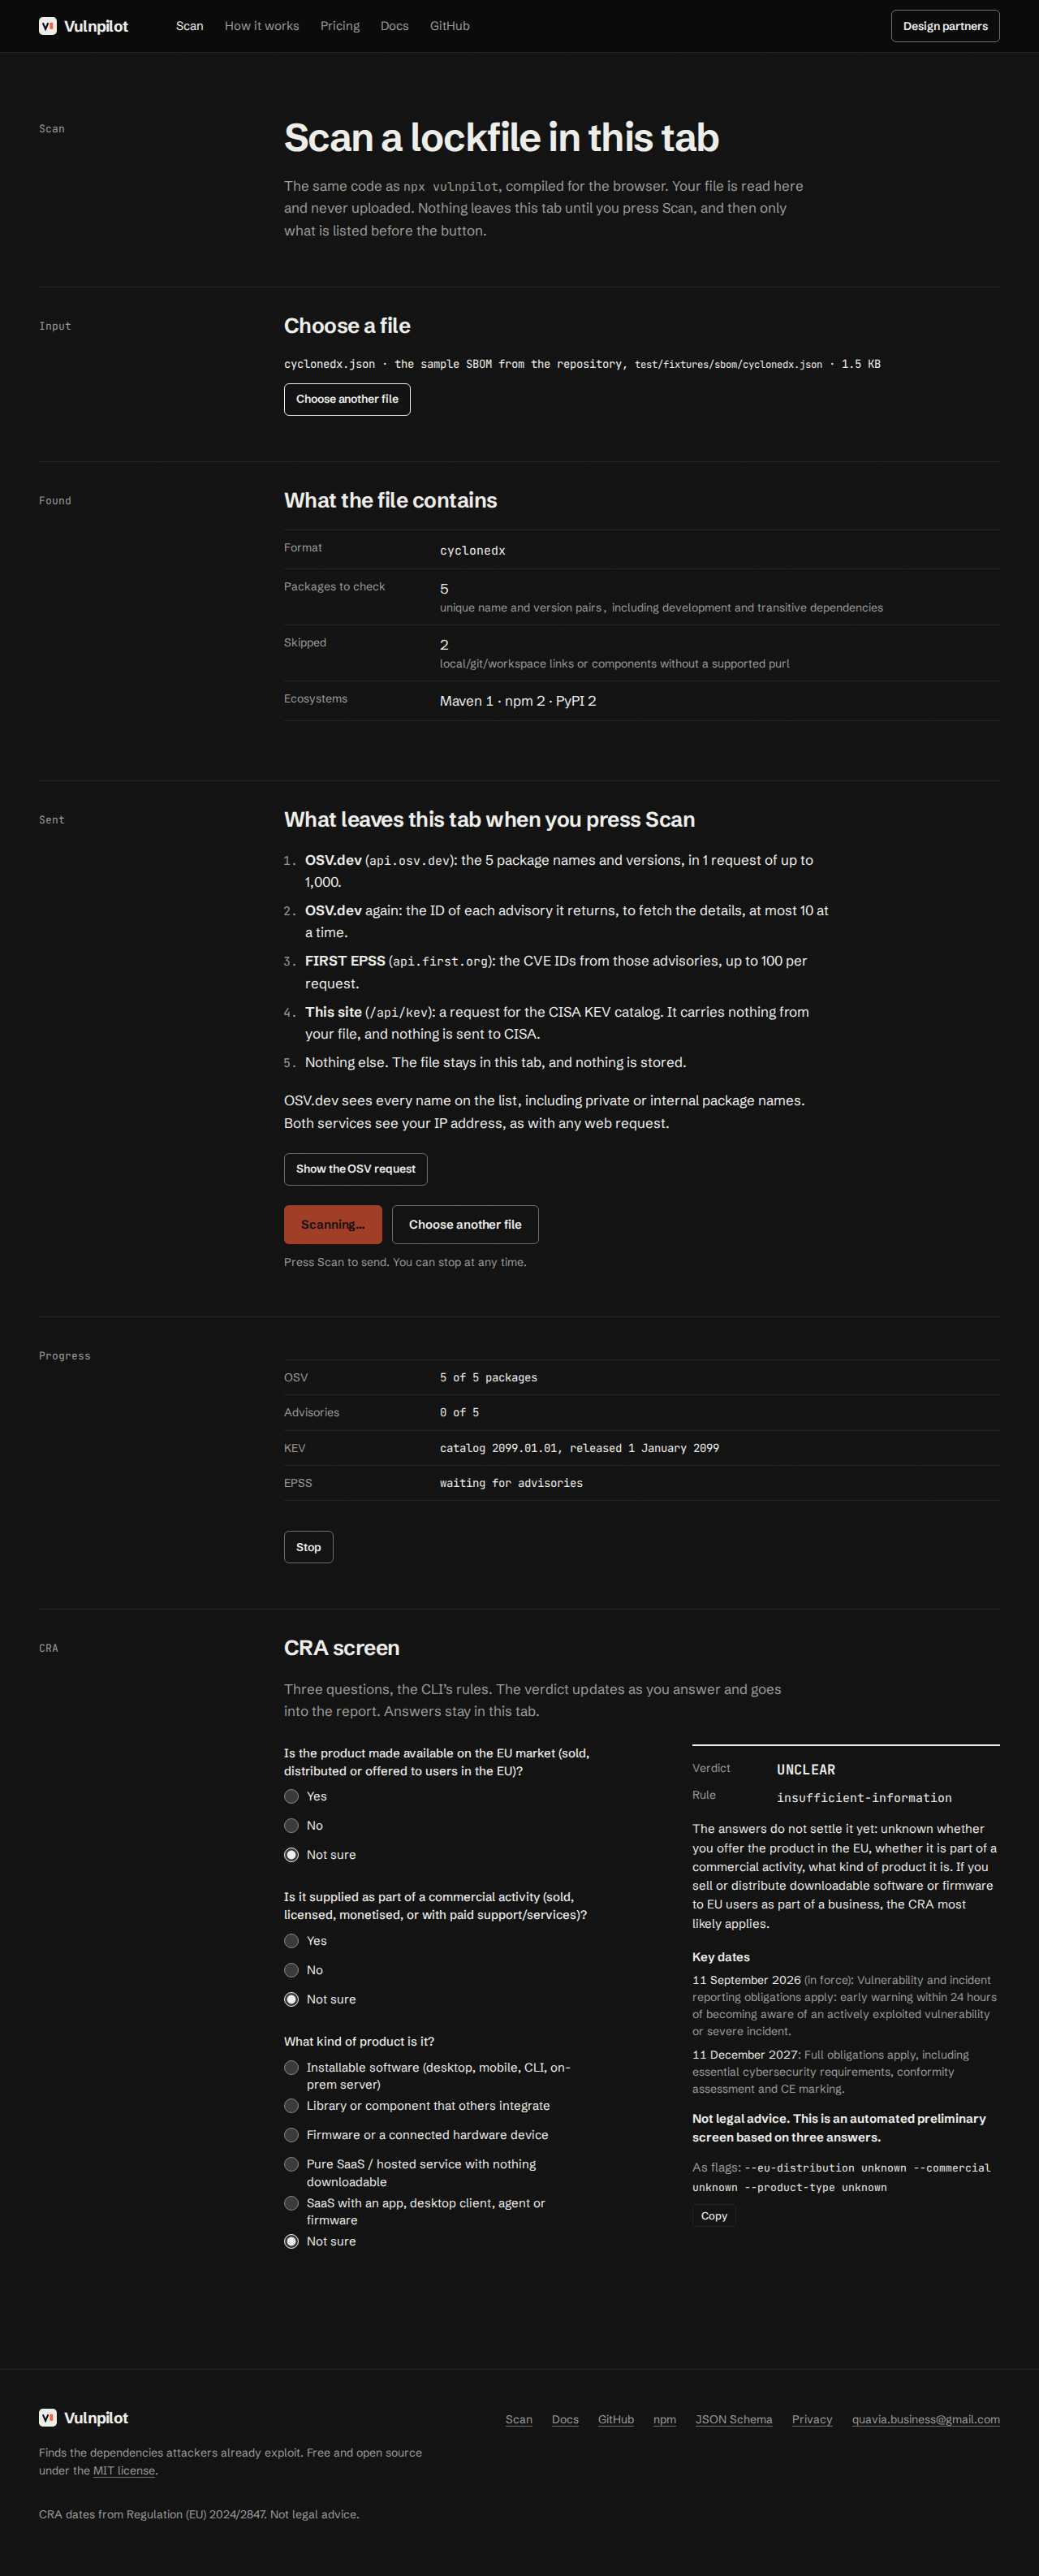 Vulnpilot
Scan
How it works
Pricing
Docs
GitHub
Design partners
Scan
Scan a lockfile in this tab
The same code as npx vulnpilot, compiled for the browser. Your file is read here
and never uploaded. Nothing leaves this tab until you press Scan, and then only
what is listed before the button.
Input
Choose a file
cyclonedx.json · the sample SBOM from the repository, test/fixtures/sbom/cyclonedx.json · 1.5 KB
Choose another file
Found
What the file contains
Format
cyclonedx
Packages to check
5
unique name and version pairs, including development and transitive dependencies
Skipped
2
local/git/workspace links or components without a supported purl
Ecosystems
Maven 1 · npm 2 · PyPI 2
Sent
What leaves this tab when you press Scan
1. OSV.dev (api.osv.dev): the 5 package names and versions, in 1 request of up to
1,000.
2. OSV.dev again: the ID of each advisory it returns, to fetch the details, at most 10 at
a time.
3. FIRST EPSS (api.first.org): the CVE IDs from those advisories, up to 100 per
request.
4. This site (/api/kev): a request for the CISA KEV catalog. It carries nothing from
your file, and nothing is sent to CISA.
5. Nothing else. The file stays in this tab, and nothing is stored.
OSV.dev sees every name on the list, including private or internal package names.
Both services see your IP address, as with any web request.
Show the OSV request
Scanning…
Choose another file
Press Scan to send. You can stop at any time.
Progress
OSV
5 of 5 packages
Advisories
0 of 5
KEV
catalog 2099.01.01, released 1 January 2099
EPSS
waiting for advisories
Stop
CRA
CRA screen
Three questions, the CLI’s rules. The verdict updates as you answer and goes
into the report. Answers stay in this tab.
Is the product made available on the EU market (sold,
distributed or offered to users in the EU)?
Yes
No
Not sure
Is it supplied as part of a commercial activity (sold,
licensed, monetised, or with paid support/services)?
Yes
No
Not sure
What kind of product is it?
Installable software (desktop, mobile, CLI, on-
prem server)
Library or component that others integrate
Firmware or a connected hardware device
Pure SaaS / hosted service with nothing
downloadable
SaaS with an app, desktop client, agent or
firmware
Not sure
Verdict
UNCLEAR
Rule
insufficient-information
The answers do not settle it yet: unknown whether
you offer the product in the EU, whether it is part of a
commercial activity, what kind of product it is. If you
sell or distribute downloadable software or firmware
to EU users as part of a business, the CRA most
likely applies.
Key dates
11 September 2026 (in force): Vulnerability and incident
reporting obligations apply: early warning within 24 hours
of becoming aware of an actively exploited vulnerability
or severe incident.
11 December 2027: Full obligations apply, including
essential cybersecurity requirements, conformity
assessment and CE marking.
Not legal advice. This is an automated preliminary
screen based on three answers.
As flags: --eu-distribution unknown --commercial
unknown --product-type unknown
Copy
Vulnpilot
Scan
Docs
GitHub
npm
JSON Schema
Privacy
quavia.business@gmail.com
Finds the dependencies attackers already exploit. Free and open source
under the MIT license.
CRA dates from Regulation (EU) 2024/2847. Not legal advice.